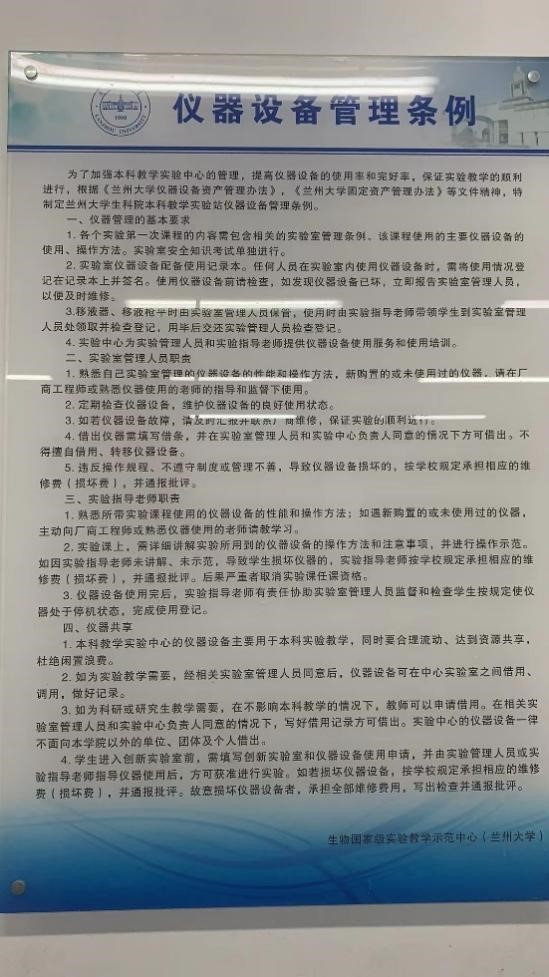 LANZHOU UNIVERSITY
1909
仪器设备管理条例
为了加强本科教学实验中心的管理，提高仪器设备的使用率和完好率，保证实验教学的顺利
进行，根据《兰州大学仪器设备资产管理办法》，《兰州大学固定资产管理办法》等文件精神，特
制定兰州大学生科院本科教学实验站仪器设备管理条例。
一、仪器管理的基本要求
1. 各个实验第一次课程的内容需包含相关的实验室管理条例、该课程使用的主要仪器设备的
使用、操作方法。实验室安全知识考试单独进行。
2. 实验室仪器设备配备使用记录本。任何人员在实验室内使用仪器设备时，需将使用情况登
记在记录本上并签名。使用仪器设备前请检查，如发现仪器设备已坏，立即报告实验室管理人员，
以便及时维修。
3.移液器、移液枪平时由实验室管理人员保管，使用时由实验指导老师带领学生到实验室管理
人员处领取并检查登记，用毕后交还实验管理人员检查登记。
4. 实验中心为实验管理人员和实验指导老师提供仪器设备使用服务和使用培训。
二、实验室管理人员职责
1. 熟悉自己实验室管理的仪器设备的性能和操作方法，新购置的或未使用过的仪器，请在厂
商工程师或熟悉仪器使用的老师的指导和监督下使用。
2. 定期检查仪器设备，维护仪器设备的良好使用状态。
3. 如若仪器设备故障，请及时汇报并联系厂商维修，保证实验的顺利进行。
4. 借出仪器需填写借条，并在实验室管理人员和实验中心负责人同意的情况下方可借出。不
得擅自借用、转移仪器设备。
5. 违反操作规程、不遵守制度或管理不善，导致仪器设备损坏的，按学校规定承担相应的维
修费（损坏费），并通报批评。
三、实验指导老师职责
1. 熟悉所带实验课程使用的仪器设备的性能和操作方法；如遇新购置的或未使用过的仪器，
主动向厂商工程师或熟悉仪器使用的老师请教学习。
2. 实验课上，需详细讲解实验所用到的仪器设备的操作方法和注意事项，并进行操作示范。
如因实验指导老师未讲解、未示范，导致学生损坏仪器的，实验指导老师按学校规定承担相应的维
修费（损坏费），并通报批评。后果严重者取消实验课任课资格。
3. 仪器设备使用完后，实验指导老师有责任协助实验室管理人员监督和检查学生按规定使仪
器处于停机状态，完成使用登记。
四、仪器共享
1. 本科教学实验中心的仪器设备主要用于本科实验教学，同时要合理流动、达到资源共享，
杜绝闲置浪费。
2. 如为实验教学需要，经相关实验室管理人员同意后，仪器设备可在中心实验室之间借用、
调用，做好记录。
3. 如为科研或研究生教学需要，在不影响本科教学的情况下，教师可以申请借用。在相关实
验室管理人员和实验中心负责人同意的情况下，写好借用记录方可借出。实验中心的仪器设备一律
不面向本学院以外的单位、团体及个人借出。
4. 学生进入创新实验室前，需填写创新实验室和仪器设备使用申请，并由实验管理人员或实
验指导老师指导仪器使用后，方可获准进行实验。如若损坏仪器设备，按学校规定承担相应的维修
费（损坏费），并通报批评。故意损坏仪器设备者，承担全部维修费用，写出检查并通报批评。
生物国家级实验教学示范中心（兰州大学）